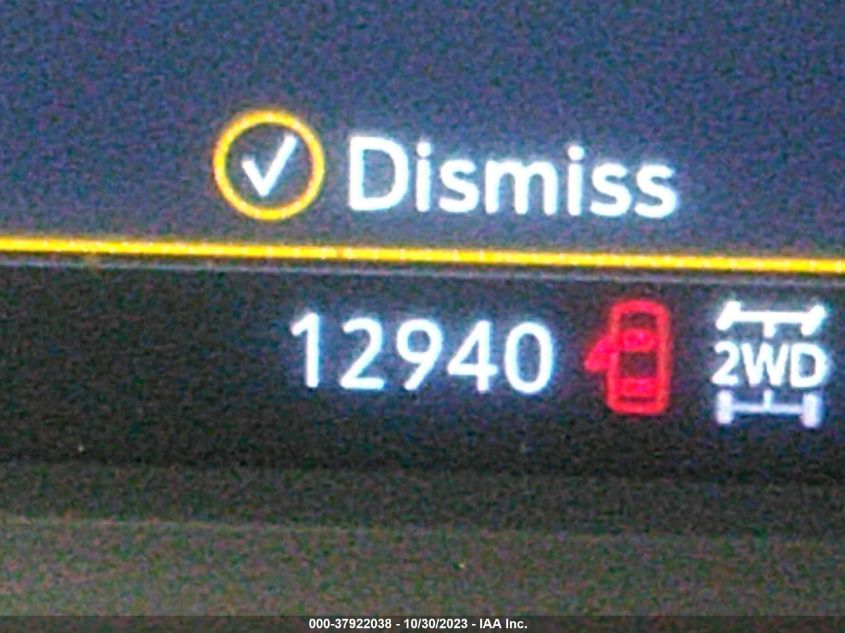 Dismiss
12940
2WD
000-37922038 - 10/30/2023 - IAA Inc.